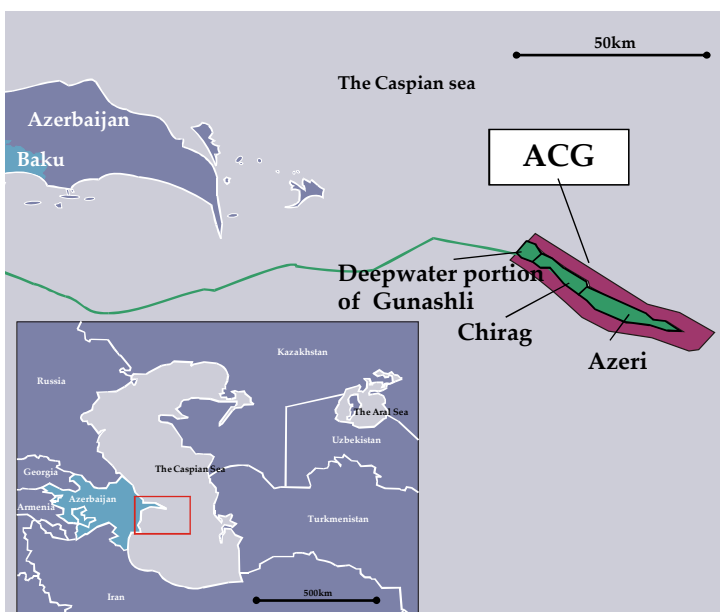 50km
The Caspian sea
Azerbaijan
Baku
ACG
Deepwater portion
of Gunashli
Chirag
Azeri
Kazakhstan
Russia
The Aral Sea
Uzbekistan
The Caspian Sea
Georgia
Azerbaijan
Armenia
Turkmenistan
Iran
500km